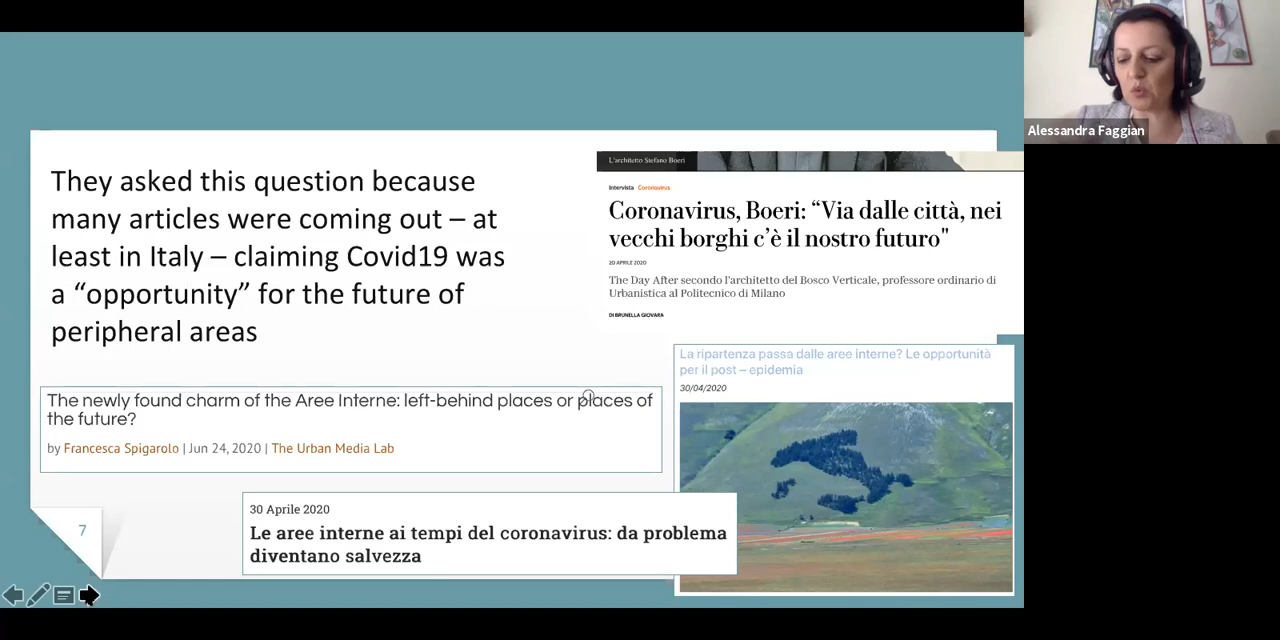 They asked this question because
many articles were coming out – at
least in Italy – claiming Covid19 was
a “opportunity” for the future of
peripheral areas
L'architetto Stefano Boeri
Intervista Coronavirus
Coronavirus, Boeri: “Via dalle città, nei
vecchi borghi c’è il nostro futuro"
20 APRILE 2020
The Day After secondo l'architetto del Bosco Verticale, professore ordinario di
Urbanistica al Politecnico di Milano
DI BRUNELLA GIOVARA
La ripartenza passa dalle aree interne? Le opportunità
per il post – epidemia
30/04/2020
The newly found charm of the Aree Interne: left-behind places or places of
the future?
by Francesca Spigarolo | Jun 24, 2020 | The Urban Media Lab
30 Aprile 2020
Le aree interne ai tempi del coronavirus: da problema
diventano salvezza
7
Alessandra Faggian